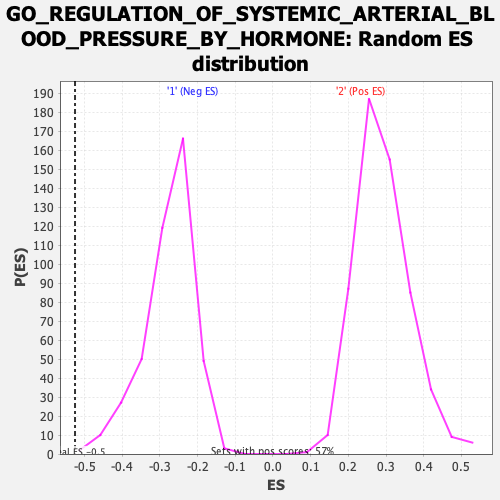 GO_REGULATION_OF_SYSTEMIC_ARTERIAL_BL
OOD_PRESSURE_BY_HORMONE: Random ES
distribution
'1' (Neg ES)
'2' (Pos ES)
190
180
170
160
150
140
130
120
110
100
90
80
70
60
50
40
30
20
10
0
P(ES)
ES -0.5
Sets with pos scores: 57%
-0.5 -0.4 -0.3 -0.2 -0.1 0.0 0.1 0.2 0.3 0.4 0.5
ES